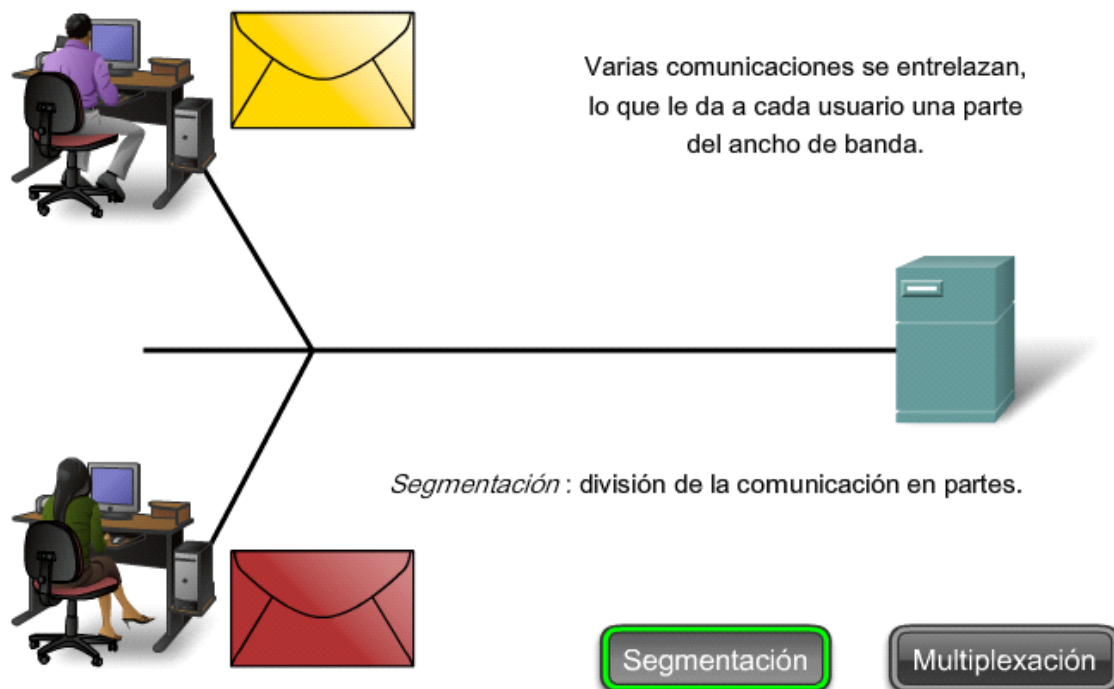 Varias comunicaciones se entrelazan,
lo que le da a cada usuario una parte
del ancho de banda.
Segmentación : división de la comunicación en partes.
Segmentación
Multiplexación